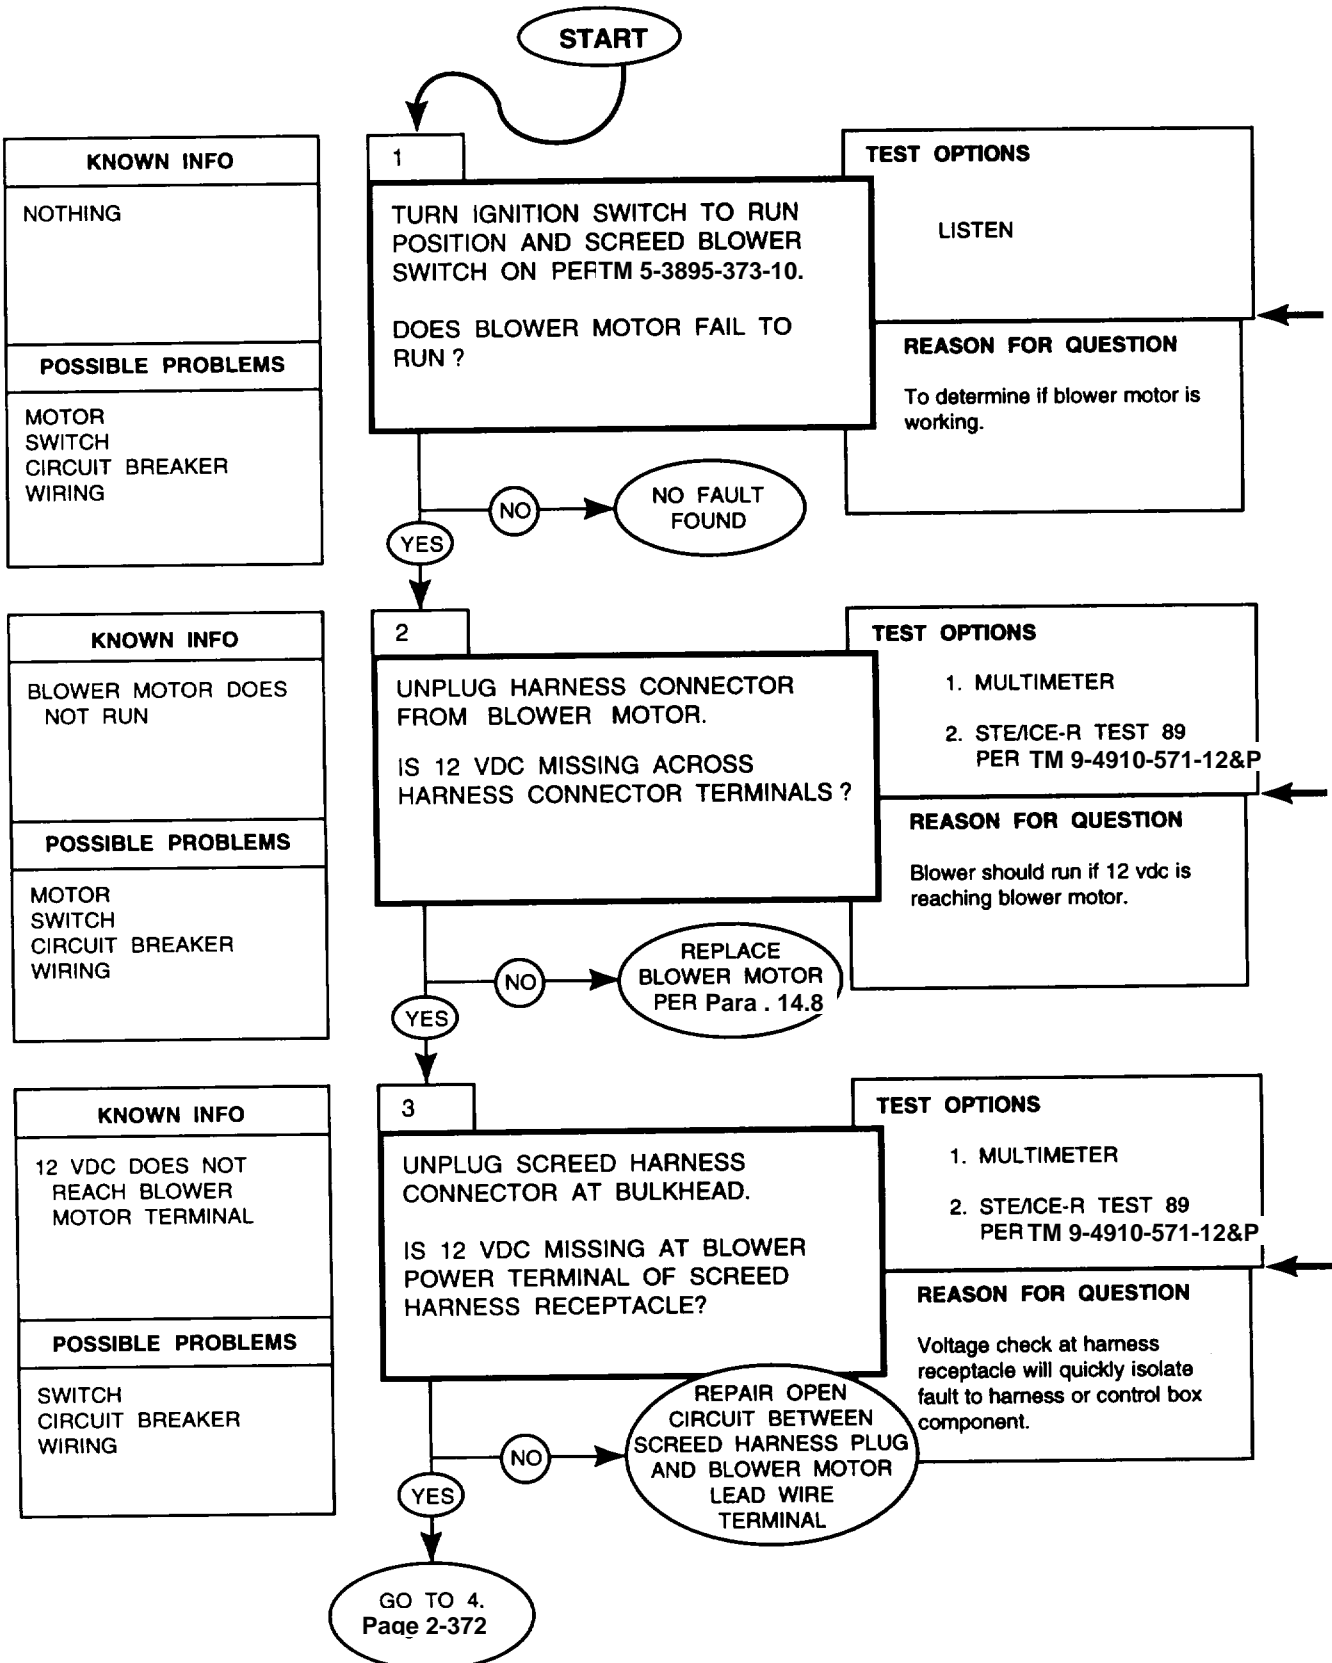 START
KNOWN INFO
NOTHING
POSSIBLE PROBLEMS
MOTOR
SWITCH
CIRCUIT BREAKER
WIRING
1
TURN IGNITION SWITCH TO RUN
POSITION AND SCREED BLOWER
SWITCH ON PER TM 5-3895-373-10.
DOES BLOWER MOTOR FAIL TO
RUN ?
TEST OPTIONS
LISTEN
REASON FOR QUESTION
To determine if blower motor is
working.
NO
NO FAULT
FOUND
YES
KNOWN INFO
BLOWER MOTOR DOES
NOT RUN
POSSIBLE PROBLEMS
MOTOR
SWITCH
CIRCUIT BREAKER
WIRING
2
UNPLUG HARNESS CONNECTOR
FROM BLOWER MOTOR.
IS 12 VDC MISSING ACROSS
HARNESS CONNECTOR TERMINALS ?
TEST OPTIONS
1. MULTIMETER
2. STE/ICE-R TEST 89
PER TM 9-4910-571-12&P
REASON FOR QUESTION
Blower should run if 12 vdc is
reaching blower motor.
NO
REPLACE
BLOWER MOTOR
PER Para . 14.8
YES
KNOWN INFO
12 VDC DOES NOT
REACH BLOWER
MOTOR TERMINAL
POSSIBLE PROBLEMS
SWITCH
CIRCUIT BREAKER
WIRING
3
UNPLUG SCREED HARNESS
CONNECTOR AT BULKHEAD.
IS 12 VDC MISSING AT BLOWER
POWER TERMINAL OF SCREED
HARNESS RECEPTACLE?
TEST OPTIONS
1. MULTIMETER
2. STE/ICE-R TEST 89
PER TM 9-4910-571-12&P
REASON FOR QUESTION
Voltage check at harness
receptacle will quickly isolate
fault to harness or control box
component.
NO
REPAIR OPEN
CIRCUIT BETWEEN
SCREED HARNESS PLUG
AND BLOWER MOTOR
LEAD WIRE
TERMINAL
YES
GO TO 4.
Page 2-372